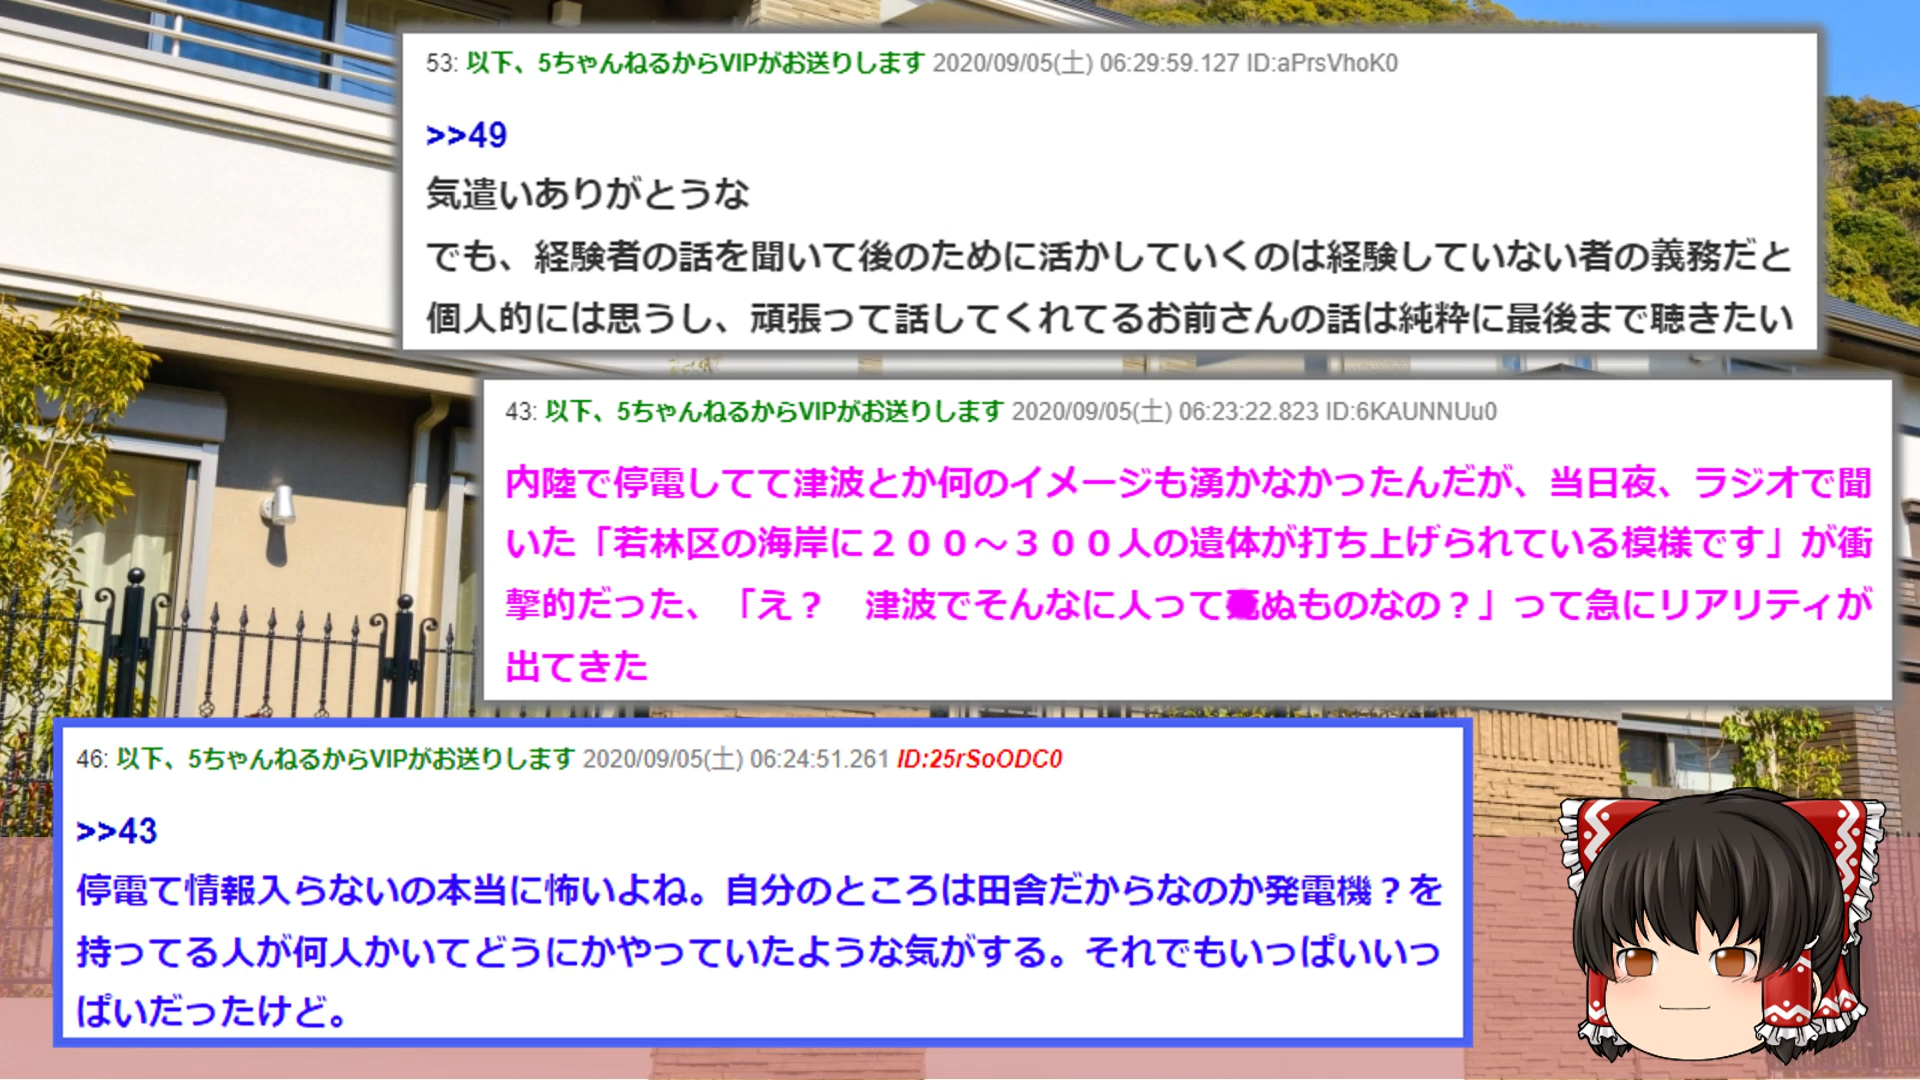 53: 以下、5ちゃんねるからVIPがお送りします 2020/09/05(土) 06:29:59.127 ID:aPrsVhoK0
>>49
気遣いありがとうな
でも、経験者の話を聞いて後のために活かしていくのは経験していない者の義務だと
個人的には思うし、頑張って話してくれてるお前さんの話は純粋に最後まで聴きたい
43: 以下、5ちゃんねるからVIPがお送りします 2020/09/05(土) 06:23:22.823 ID:6KAUNNUu0
内陸で停電してて津波とか何のイメージも湧かなかったんだが、当日夜、ラジオで聞
いた「若林区の海岸に２００～３００人の遺体が打ち上げられている模様です」が衝
撃的だった、「え？　津波でそんなに人って ぬものなの？」って急にリアリティが
出てきた
46: 以下、5ちゃんねるからVIPがお送りします 2020/09/05(土) 06:24:51.261 ID:25rSoODC0
>>43
停電て情報入らないの本当に怖いよね。自分のところは田舎だからなのか発電機？を
持ってる人が何人かいてどうにかやっていたような気がする。それでもいっぱいいっ
ぱいだったけど。